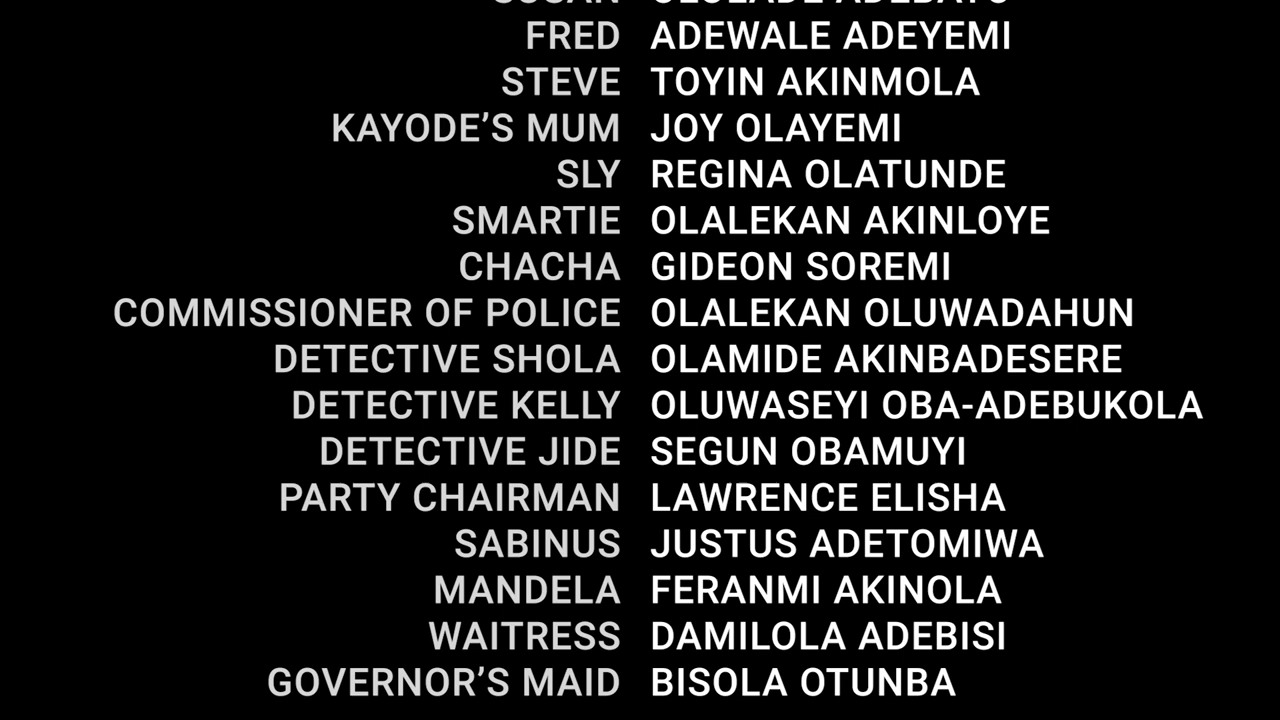 FRED ADEWALE ADEYEMI
STEVE TOYIN AKINMOLA
KAYODE’S MUM JOY OLAYEMI
SLY REGINA OLATUNDE
SMARTIE OLALEKAN AKINLOYE
CHACHA GIDEON SOREMI
COMMISSIONER OF POLICE OLALEKAN OLUWADAHUN
DETECTIVE SHOLA OLAMIDE AKINBADESERE
DETECTIVE KELLY OLUWASEYI OBA-ADEBUKOLA
DETECTIVE JIDE SEGUN OBAMUYI
PARTY CHAIRMAN LAWRENCE ELISHA
SABINUS JUSTUS ADETOMIWA
MANDELA FERANMI AKINOLA
WAITRESS DAMILOLA ADEBISI
GOVERNOR’S MAID BISOLA OTUNBA